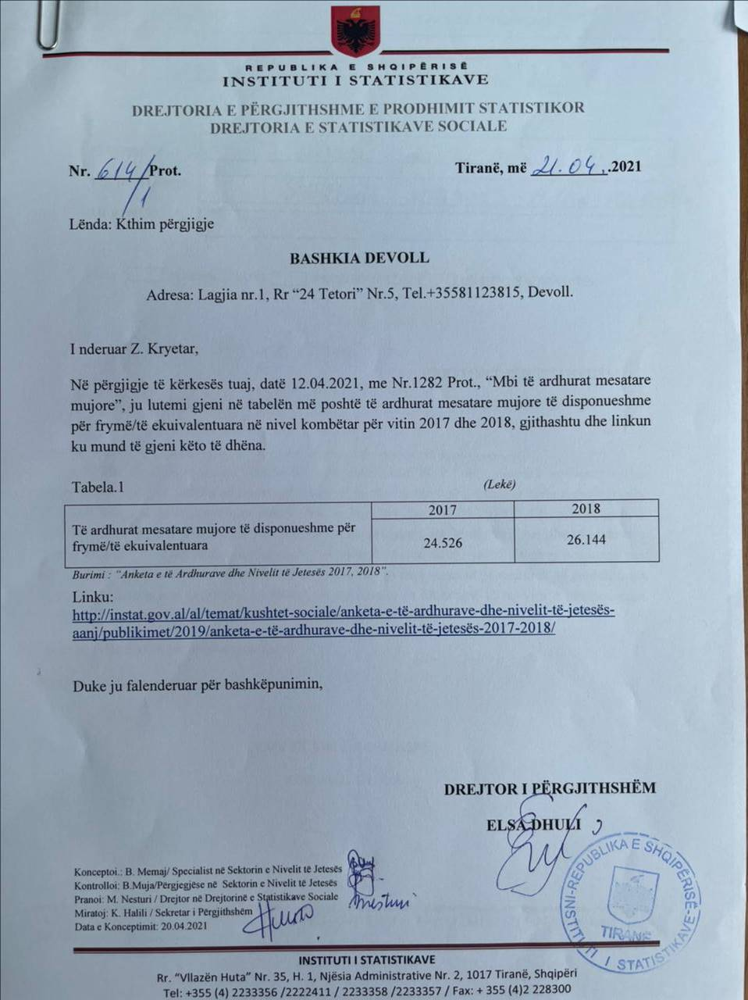 REPUBLIKA E SHQIPËRISË
INSTITUTI I STATISTIKAVE
DREJTORIA E PËRGJITHSHME E PRODHIMIT STATISTIKOR
DREJTORIA E STATISTIKAVE SOCIALE
Nr. 614/1 Prot.
Tiranë, më 21.04..2021
Lënda: Kthim përgjigje
BASHKIA DEVOLL
Adresa: Lagjia nr.1, Rr “24 Tetori” Nr.5, Tel.+35581123815, Devoll.
I nderuar Z. Kryetar,
Në përgjigje të kërkesës tuaj, datë 12.04.2021, me Nr.1282 Prot., “Mbi të ardhurat mesatare
mujore”, ju lutemi gjeni në tabelën më poshtë të ardhurat mesatare mujore të disponueshme
për frymë/të ekuivalentuara në nivel kombëtar për vitin 2017 dhe 2018, gjithashtu dhe linkun
ku mund të gjeni këto të dhëna.
Tabela.1
(Lekë)
2017
2018
Të ardhurat mesatare mujore të disponueshme për
frymë/të ekuivalentuara
24.526
26.144
Burimi : "Anketa e të Ardhurave dhe Nivelit të Jetesës 2017, 2018".
Linku:
http://instat.gov.al/al/temat/kushtet-sociale/anketa-e-të-ardhurave-dhe-nivelit-të-jetesës-
aanj/publikimet/2019/anketa-e-të-ardhurave-dhe-nivelit-të-jetesës-2017-2018/
Duke ju falenderuar për bashkëpunimin,
DREJTOR I PËRGJITHSHËM
ELSA DHULI
Konceptoi.: B. Memaj/ Specialist në Sektorin e Nivelit të Jetesës
Kontrolloi: B.Muja/Përgjegjëse në Sektorin e Nivelit të Jetesës
Pranoi: M. Nesturi / Drejtor në Drejtorinë e Statistikave Sociale
Miratoj: K. Halili / Sekretar i Përgjithshëm
Data e Konceptimit: 20.04.2021
REPUBLIKA E SHQIPËRISË
INSTITUTI I STATISTIKAVE
TIRANË
INSTITUTI I STATISTIKAVE
Rr. “Vllazën Huta” Nr. 35, H. 1, Njësia Administrative Nr. 2, 1017 Tiranë, Shqipëri
Tel: +355 (4) 2233356 /2222411 / 2233358 /2233357 / Fax: + 355 (4)2 228300